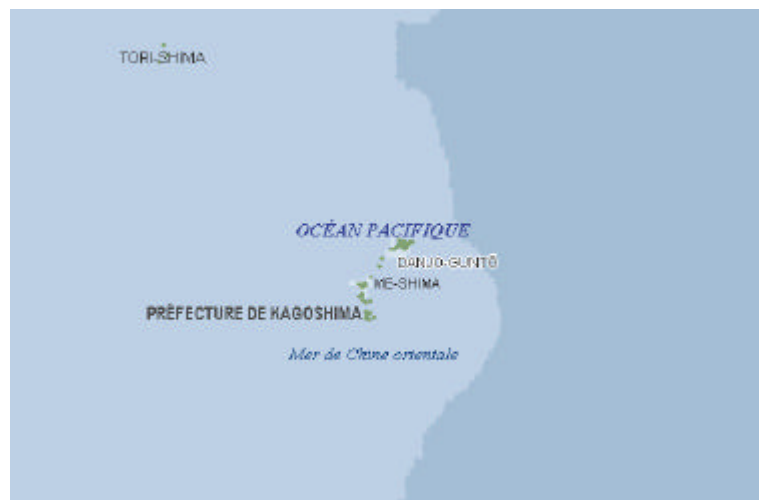 TORI-SHIMA
OCÉAN PACIFIQUE
DANJO-GUNTÔ
ME-SHIMA
PRÉFECTURE DE KAGOSHIMA
Mer de Chine orientale